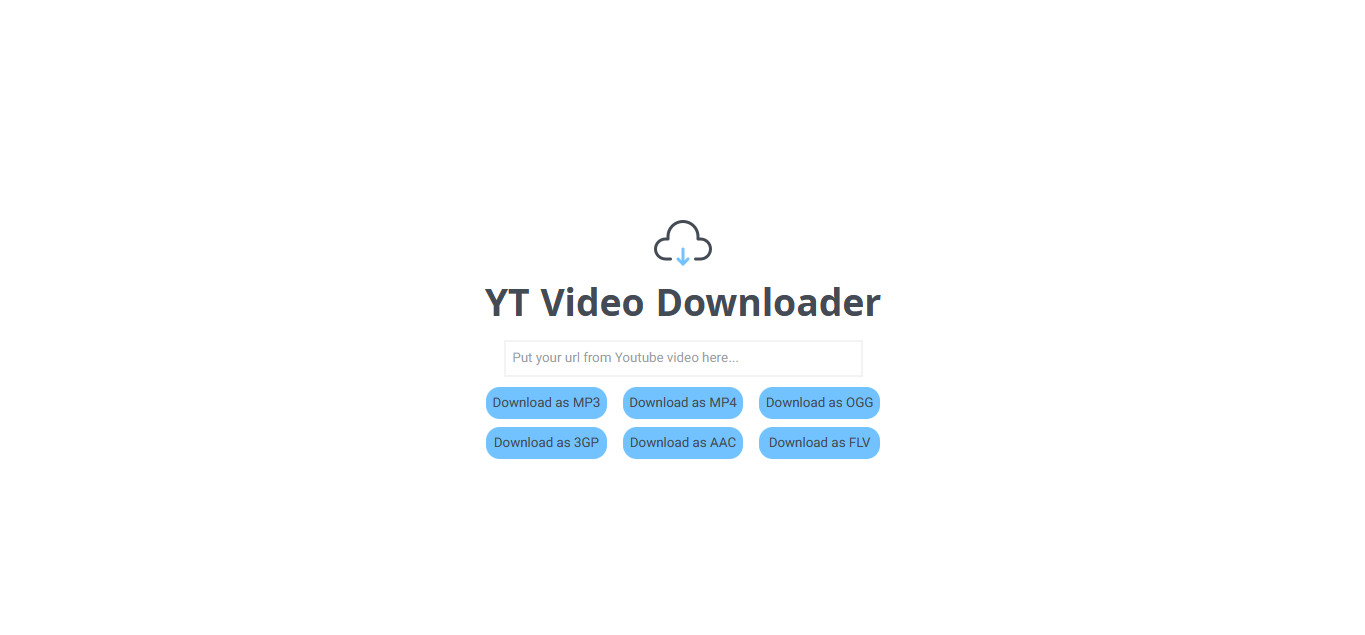 YT Video Downloader
Put your url from Youtube video here...
Download as MP3 Download as MP4 Download as OGG
Download as 3GP Download as AAC Download as FLV